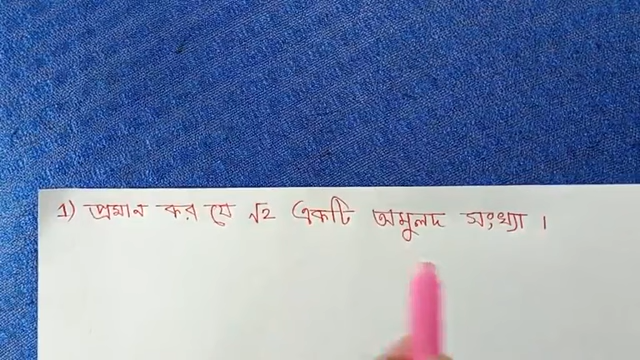 1) প্রমান কর যে √2 একটি অমূলদ সংখ্যা ।